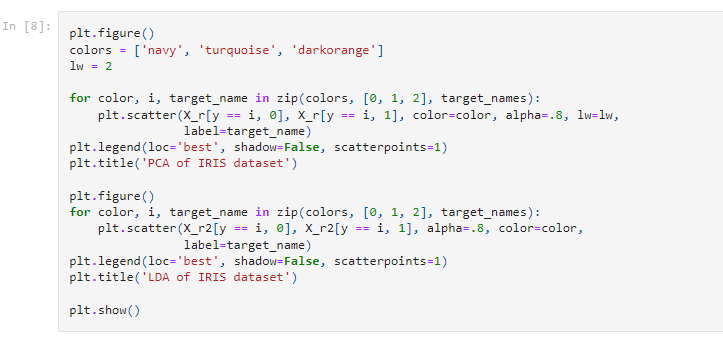 In [8]:
plt.figure()
colors = ['navy', 'turquoise', 'darkorange']
lw = 2

for color, i, target_name in zip(colors, [0, 1, 2], target_names):
    plt.scatter(X_r[y == i, 0], X_r[y == i, 1], color=color, alpha=.8, lw=lw,
                label=target_name)
plt.legend(loc='best', shadow=False, scatterpoints=1)
plt.title('PCA of IRIS dataset')

plt.figure()
for color, i, target_name in zip(colors, [0, 1, 2], target_names):
    plt.scatter(X_r2[y == i, 0], X_r2[y == i, 1], alpha=.8, color=color,
                label=target_name)
plt.legend(loc='best', shadow=False, scatterpoints=1)
plt.title('LDA of IRIS dataset')

plt.show()